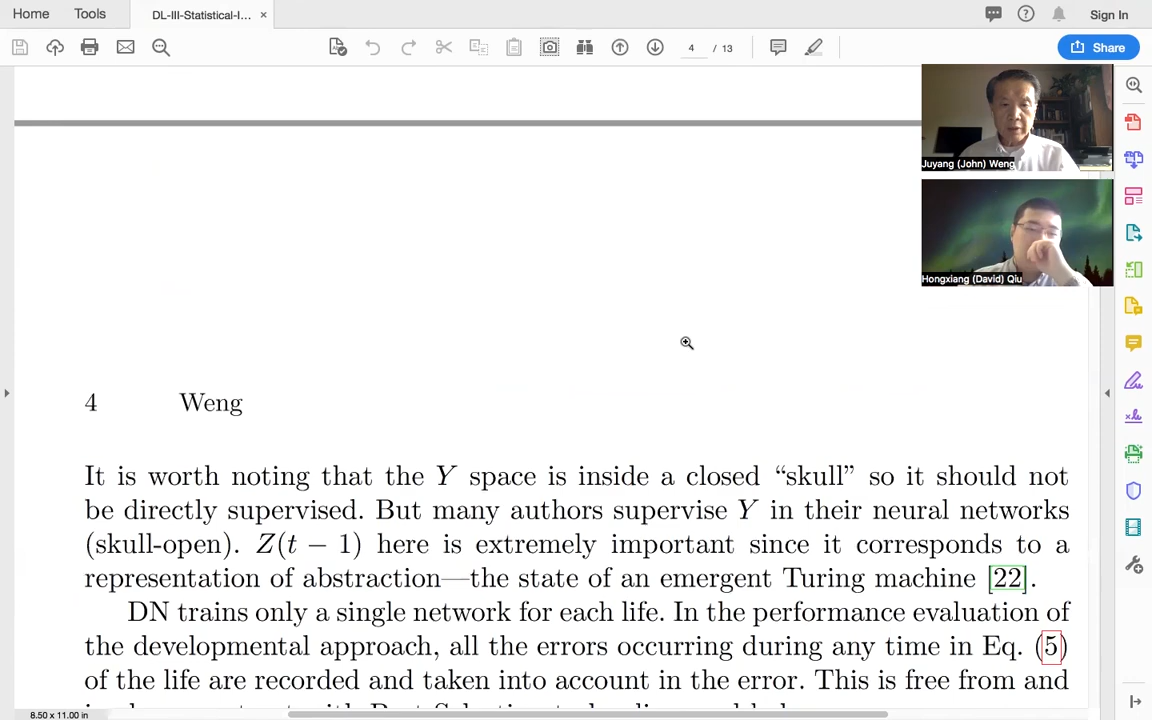 Home Tools DL-III-Statistical-I... × Sign In
4 / 13 Share
Juyang (John) Weng
Hongxiang (David) Qiu
4 Weng
It is worth noting that the Y space is inside a closed “skull” so it should not
be directly supervised. But many authors supervise Y in their neural networks
(skull-open). Z(t − 1) here is extremely important since it corresponds to a
representation of abstraction—the state of an emergent Turing machine [22].
DN trains only a single network for each life. In the performance evaluation of
the developmental approach, all the errors occurring during any time in Eq. (5)
of the life are recorded and taken into account in the error. This is free from and
8.50 x 11.00 in